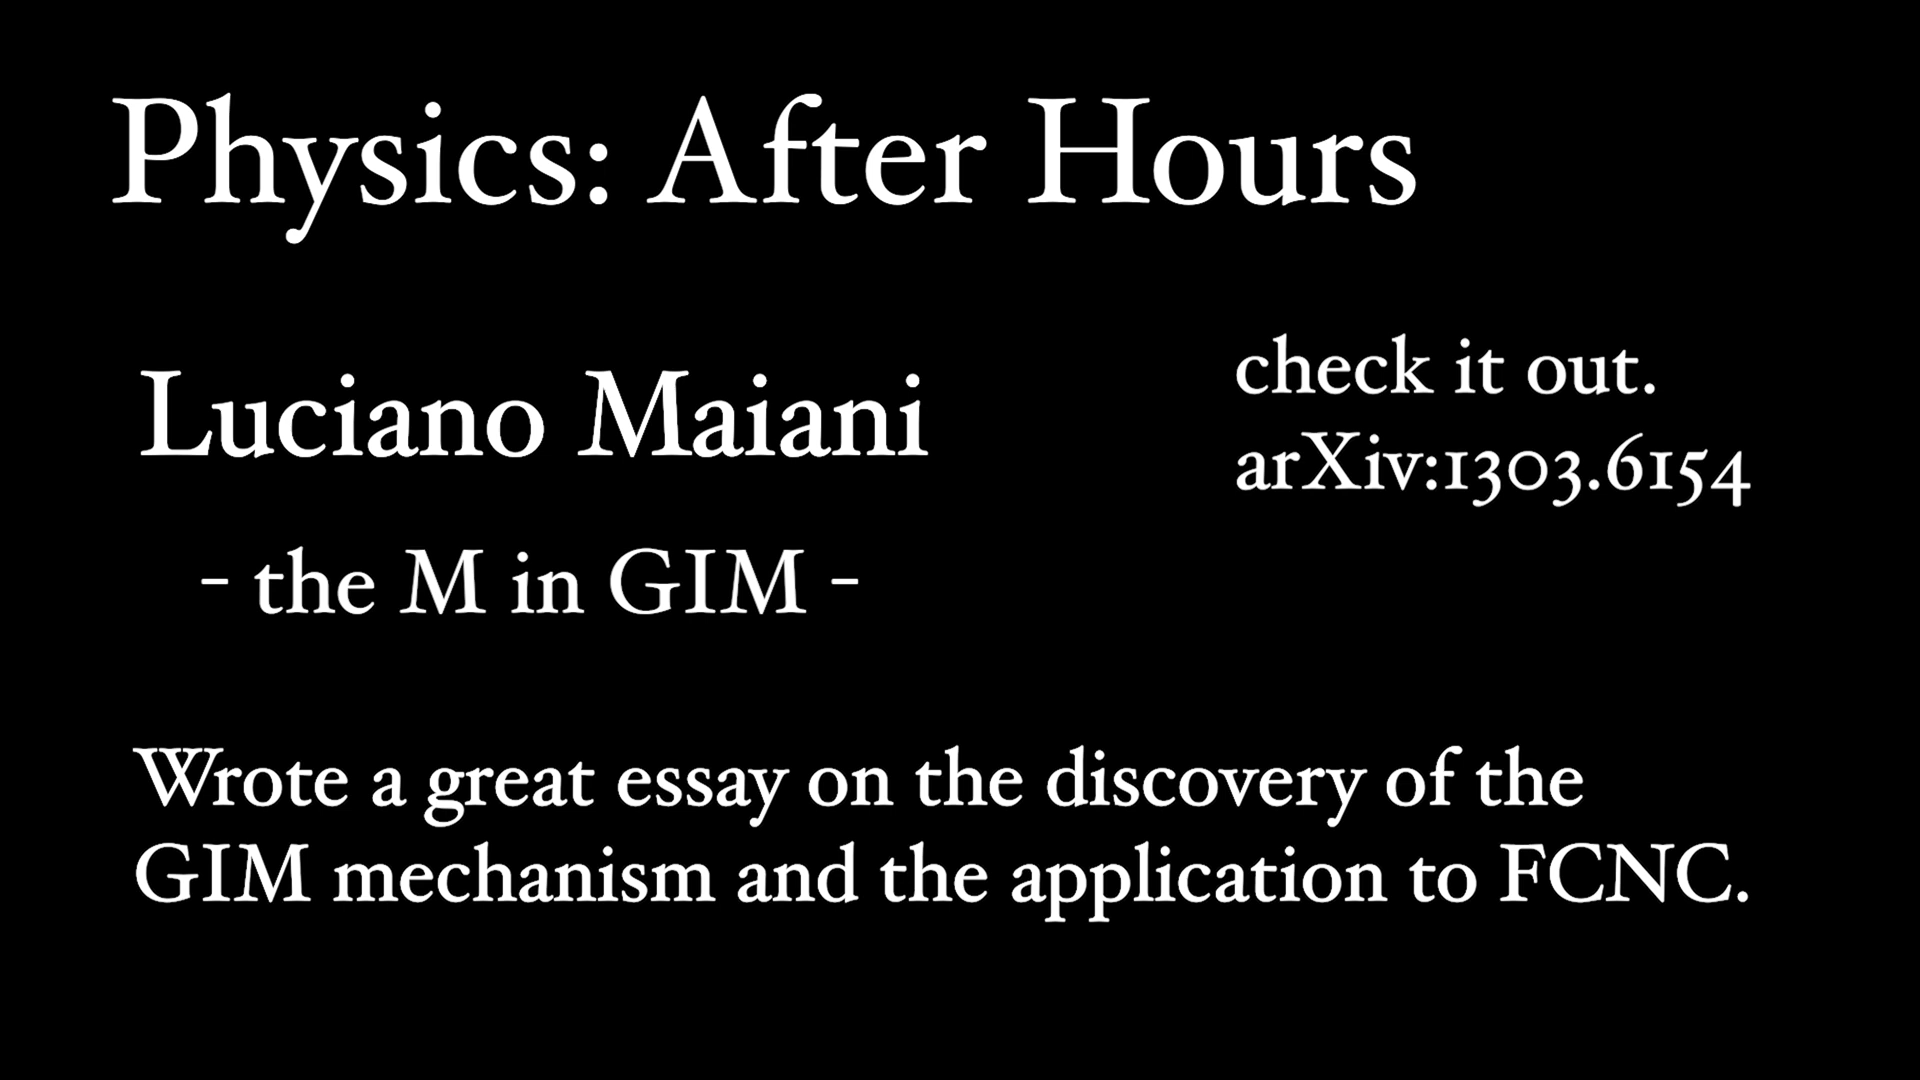 Physics: After Hours
Luciano Maiani
- the M in GIM -
check it out.
arXiv:1303.6154
Wrote a great essay on the discovery of the
GIM mechanism and the application to FCNC.